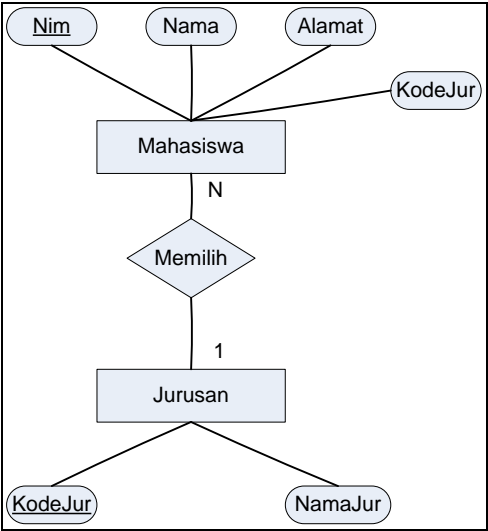 Nim
Nama
Alamat
KodeJur
Mahasiswa
N
Memilih
1
Jurusan
KodeJur
NamaJur